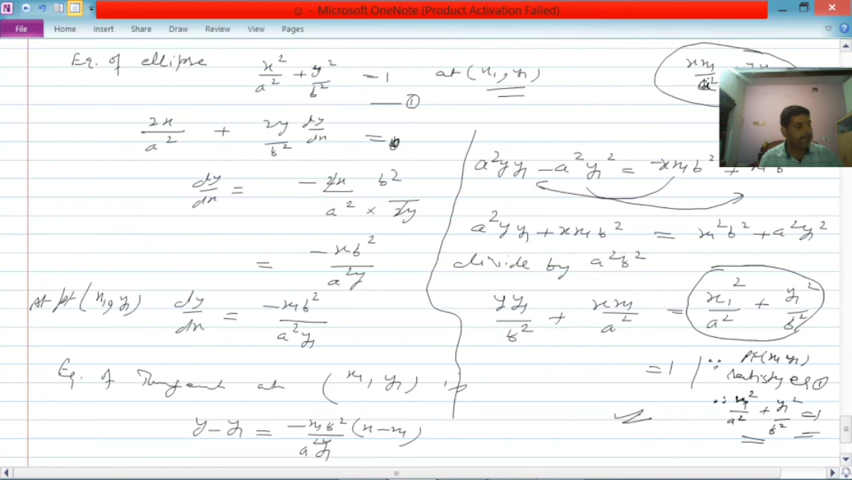 Microsoft OneNote (Product Activation Failed)
File Home Insert Share Draw Review View Pages
Eq. of ellipse x²/a² + y²/b² = 1 at (x₁, y₁)
—— ①
2x/a² + 2y/b² dy/dx = 0
dy/dx = -2x/a² × b²/2y
= -xb²/a²y
At pt (x₁, y₁) dy/dx = -x₁b²/a²y₁
Eq. of Tangent at (x₁, y₁) is
y - y₁ = -x₁b²/a²y₁ (x - x₁)
xx₁/a²
a²yy₁ - a²y₁² = -xx₁b² +
a²yy₁ + xx₁b² = x₁²b² + a²y₁²
divide by a²b²
yy₁/b² + xx₁/a² = x₁²/a² + y₁²/b²
= 1 ∵ pt (x₁ y₁)
satisfy eq ①
∴ x₁²/a² + y₁²/b² = 1